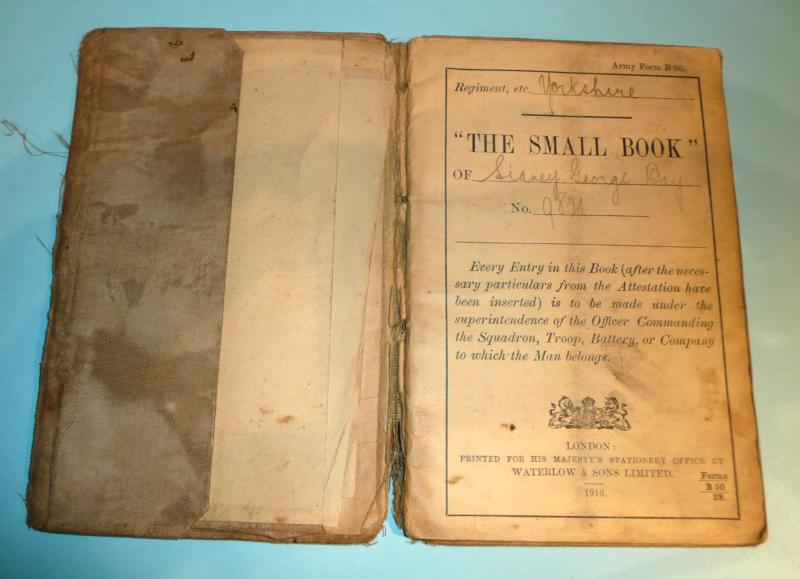 Army Form B 50.
Regiment, etc. Yorkshire
"THE SMALL BOOK"
OF Sidney George Day
No.
Every Entry in this Book (after the neces-
sary particulars from the Attestation have
been inserted) is to be made under the
superintendence of the Officer Commanding
the Squadron, Troop, Battery, or Company
to which the Man belongs.
LONDON:
PRINTED FOR HIS MAJESTY'S STATIONERY OFFICE BY
WATERLOW & SONS LIMITED.
1910.
Forms
B 50
28.